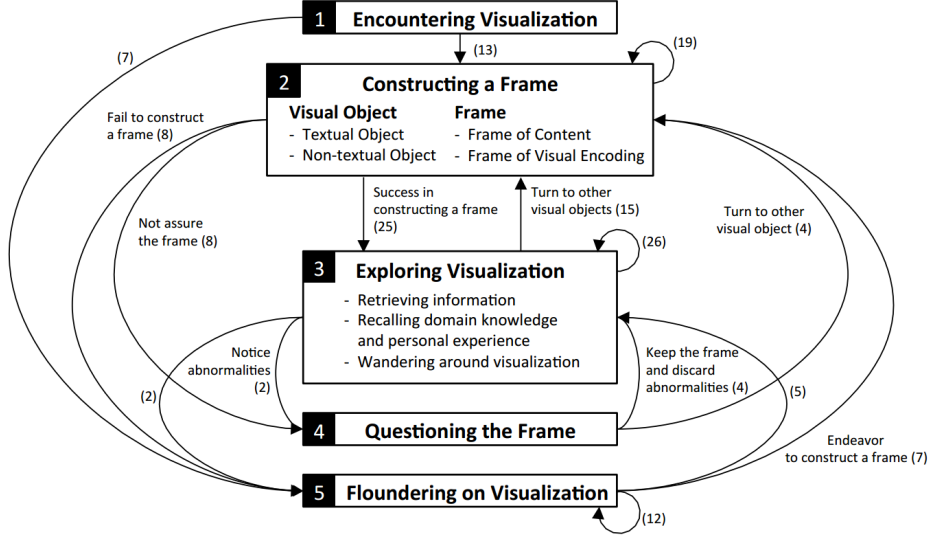 1 Encountering Visualization
(7)
(13)
(19)
2 Constructing a Frame
Visual Object
- Textual Object
- Non-textual Object
Frame
- Frame of Content
- Frame of Visual Encoding
Fail to construct
a frame (8)
Not assure
the frame (8)
Success in
constructing a frame
(25)
Turn to other
visual objects (15)
Turn to other
visual object (4)
(26)
3 Exploring Visualization
- Retrieving information
- Recalling domain knowledge
and personal experience
- Wandering around visualization
Notice
abnormalities
(2)
(2)
Keep the frame
and discard
abnormalities (4)
(5)
4 Questioning the Frame
Endeavor
to construct a frame (7)
5 Floundering on Visualization
(12)